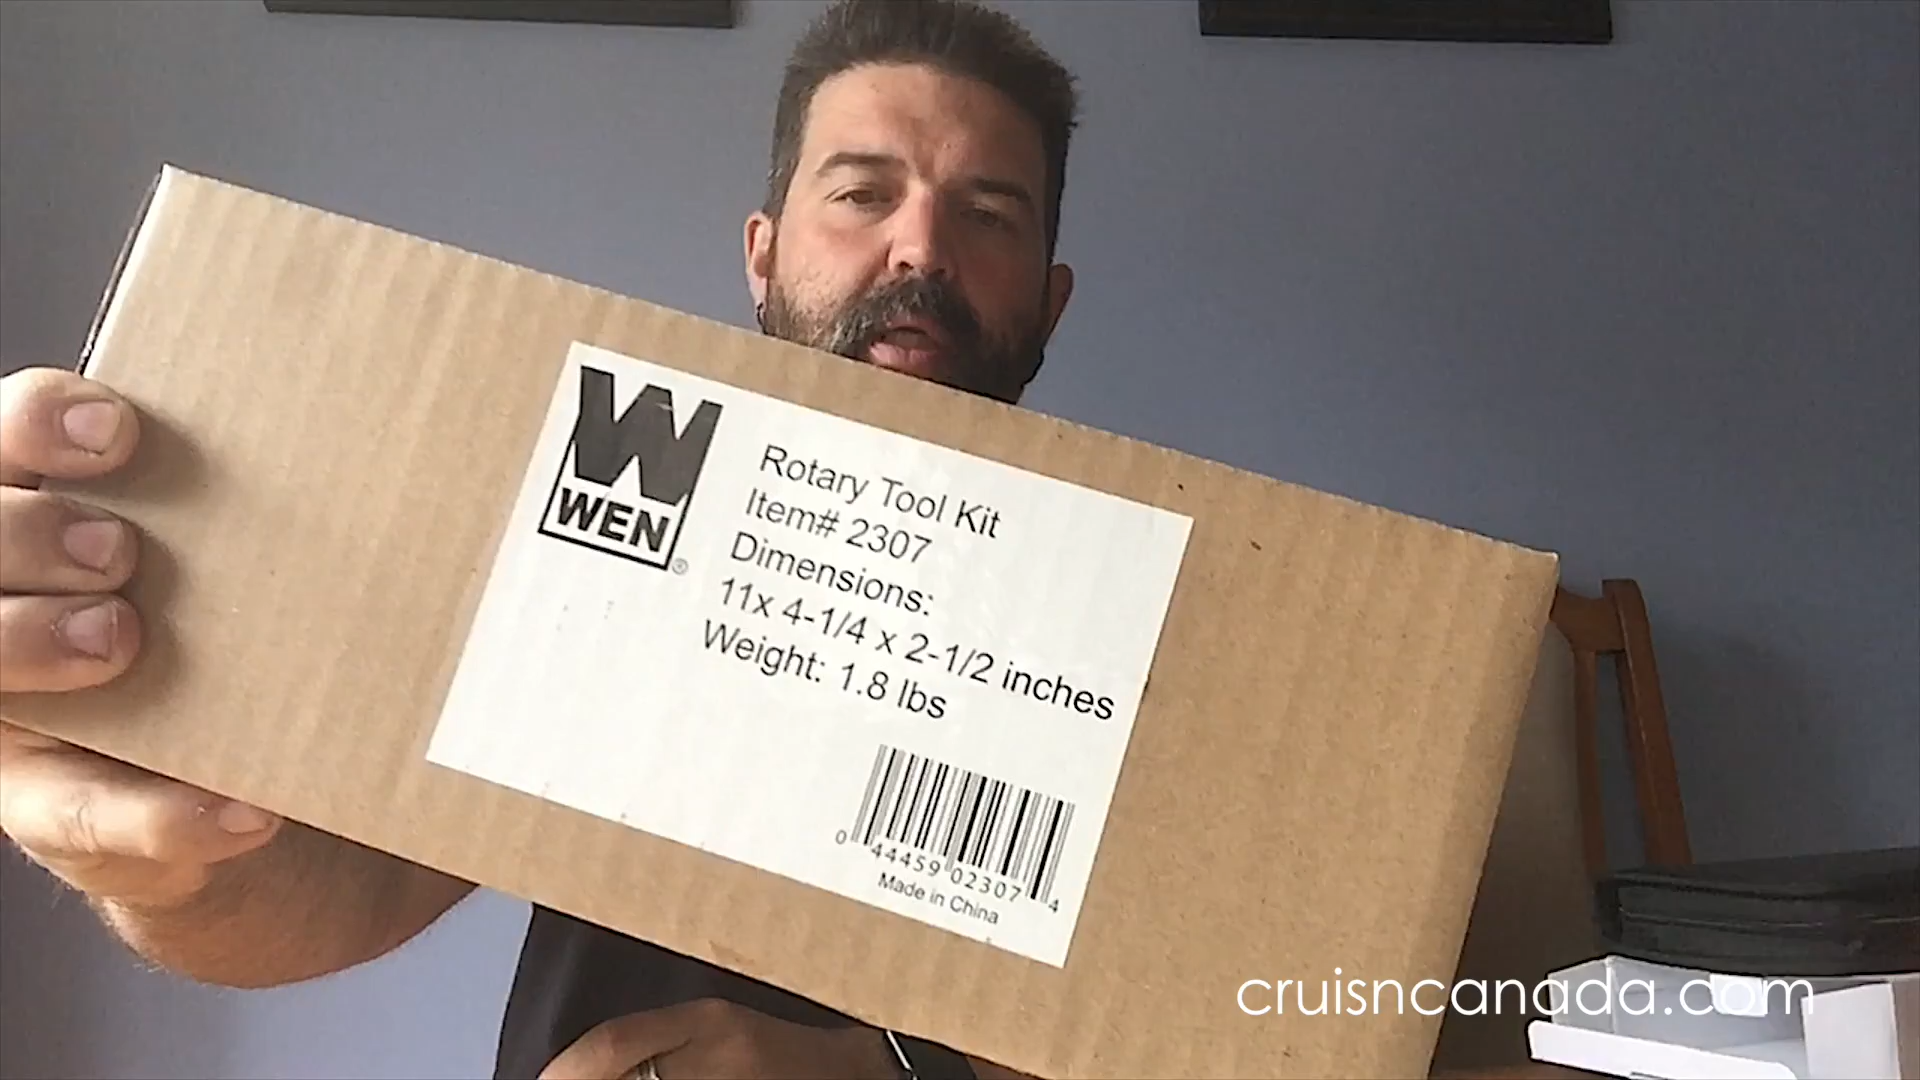 W
WEN
®
Rotary Tool Kit
Item# 2307
Dimensions:
11x 4-1/4 x 2-1/2 inches
Weight: 1.8 lbs
0 44459 02307 4
Made in China
cruisncanada.com